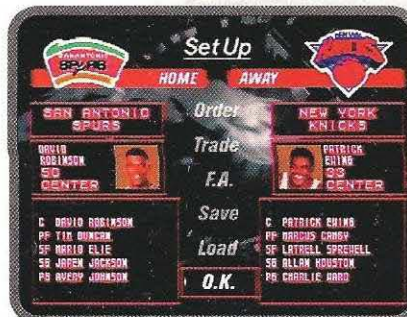 SAN ANTONIO
SPURS
Set Up
HOME
AWAY
SAN ANTONIO
SPURS
DAVID
ROBINSON
50
CENTER
C DAVID ROBINSON
PF TIM DUNCAN
SF MARIO ELIE
SG JAREN JACKSON
PG AVERY JOHNSON
Order
Trade
F.A.
Save
Load
O.K.
NEW YORK
KNICKS
PATRICK
EWING
33
CENTER
C PATRICK EWING
PF MARCUS CAMBY
SF LATRELL SPREWELL
SG ALLAN HOUSTON
PG CHARLIE WARD